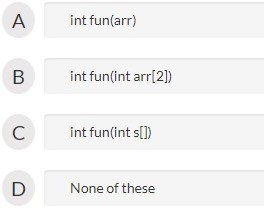 A int fun(arr)
B int fun(int arr[2])
C int fun(int s[])
D None of these